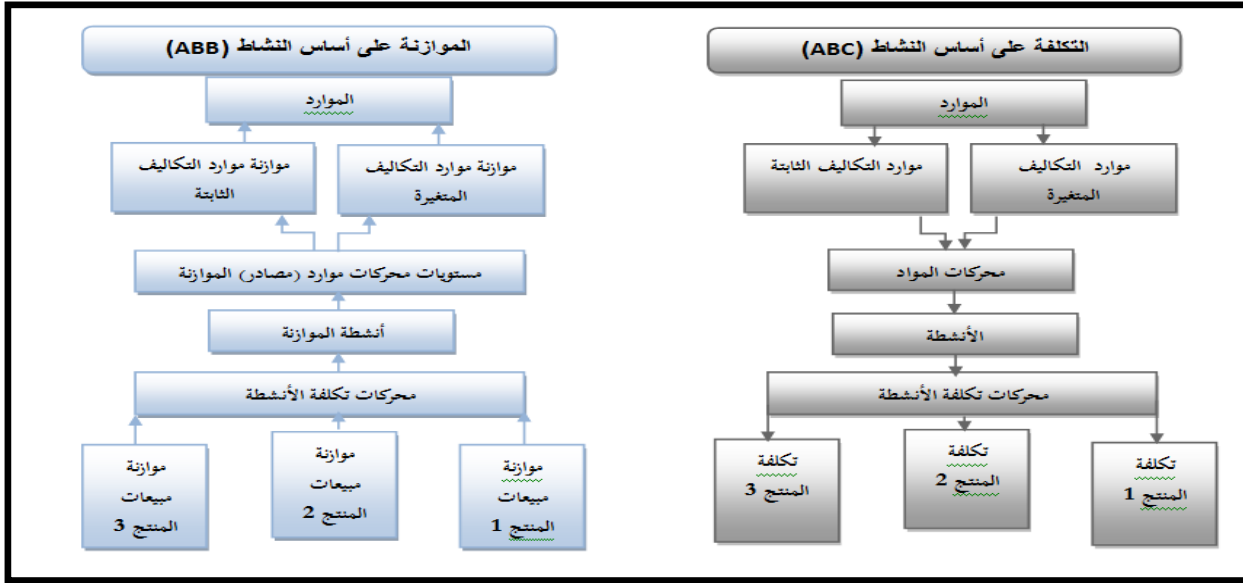 التكلفة على أساس النشاط (ABC)
الموارد
موارد التكاليف
المتغيرة
موارد التكاليف الثابتة
محركات المواد
الأنشطة
محركات تكلفة الأنشطة
تكلفة
المنتج 1
تكلفة
المنتج 2
تكلفة
المنتج 3
الموازنة على أساس النشاط (ABB)
الموارد
موازنة موارد التكاليف
المتغيرة
موازنة موارد التكاليف
الثابتة
مستويات محركات موارد (مصادر) الموازنة
أنشطة الموازنة
محركات تكلفة الأنشطة
موازنة
مبيعات
المنتج 1
موازنة
مبيعات
المنتج 2
موازنة
مبيعات
المنتج 3